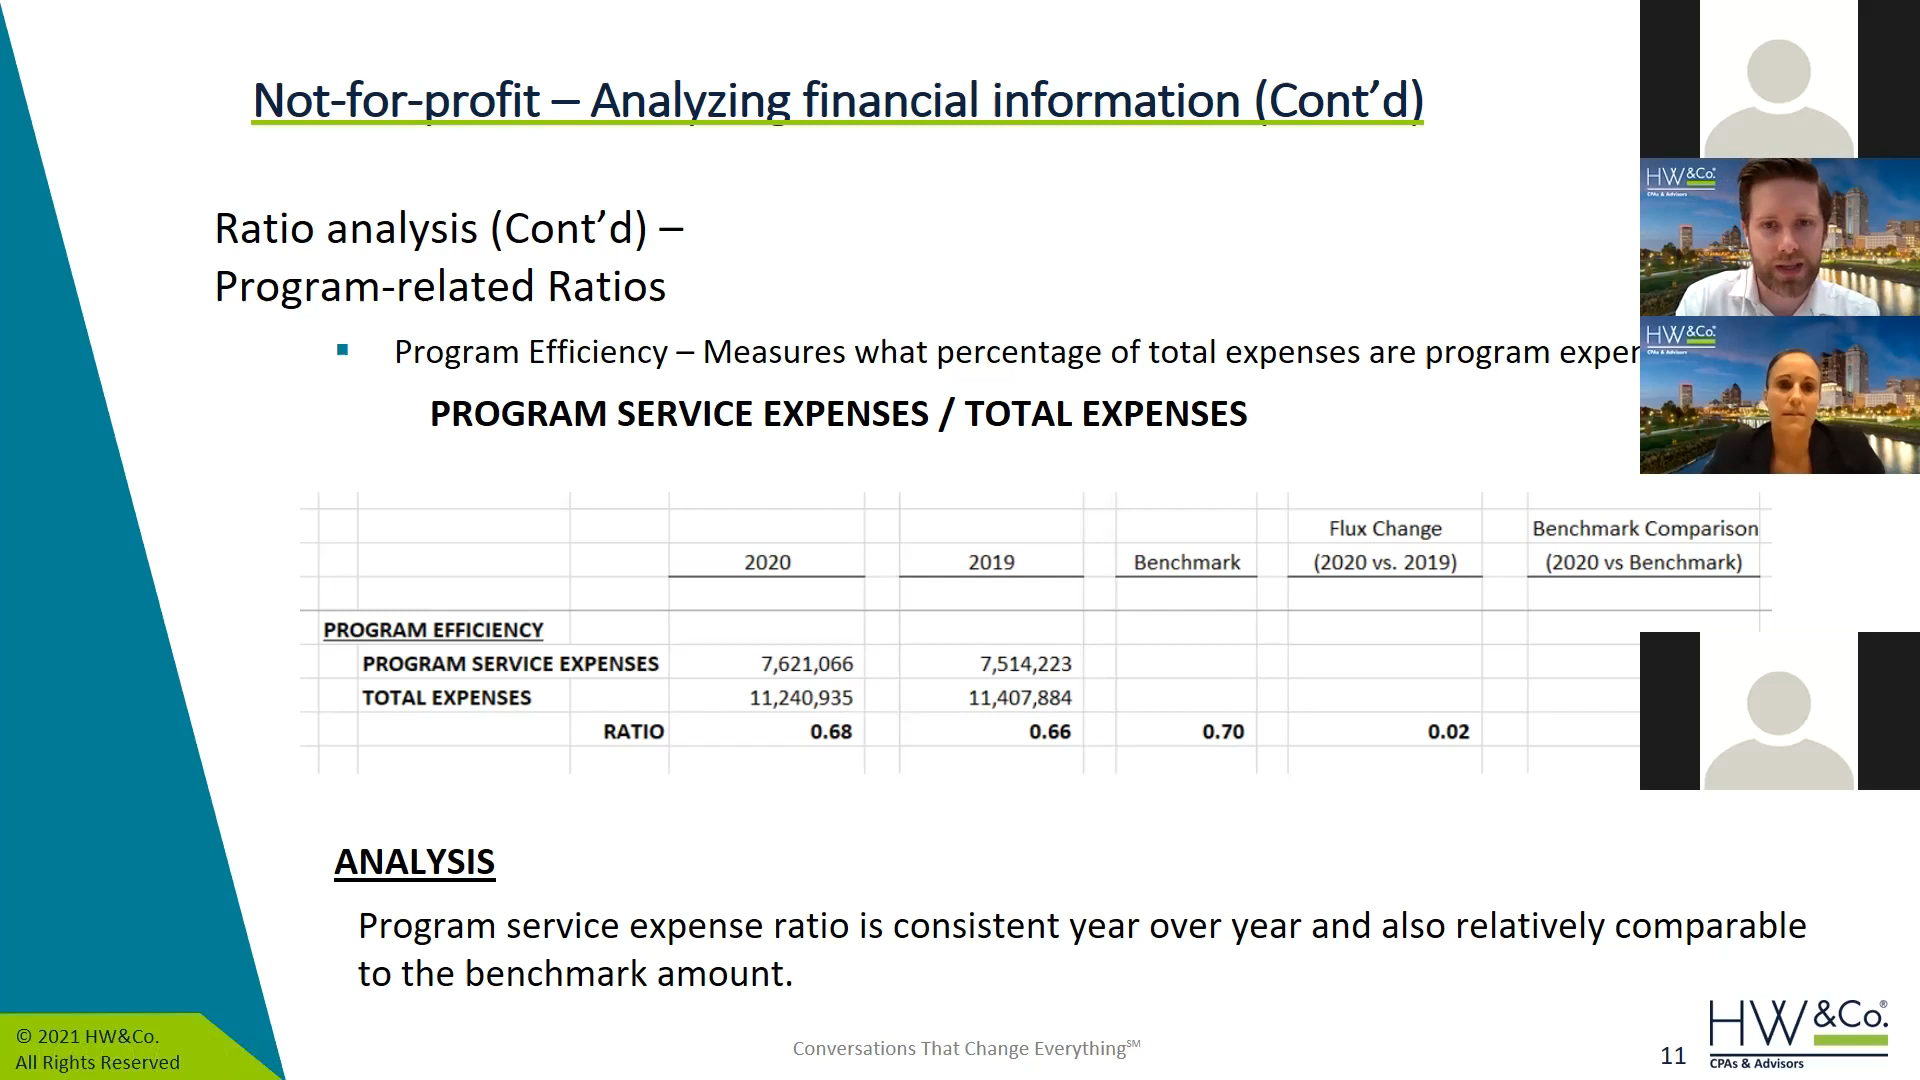 Not-for-profit – Analyzing financial information (Cont’d)
Ratio analysis (Cont’d) –
Program-related Ratios
▪ Program Efficiency – Measures what percentage of total expenses are program
PROGRAM SERVICE EXPENSES / TOTAL EXPENSES
Flux Change Benchmark Comparison
2020 2019 Benchmark (2020 vs. 2019) (2020 vs Benchmark)
PROGRAM EFFICIENCY
PROGRAM SERVICE EXPENSES 7,621,066 7,514,223
TOTAL EXPENSES 11,240,935 11,407,884
RATIO 0.68 0.66 0.70 0.02
ANALYSIS
Program service expense ratio is consistent year over year and also relatively comparable
to the benchmark amount.
© 2021 HW&Co.
All Rights Reserved
Conversations That Change Everything℠
11
HW&Co.®
CPAs & Advisors
HW&Co.®
CPAs & Advisors
HW&Co.®
CPAs & Advisors